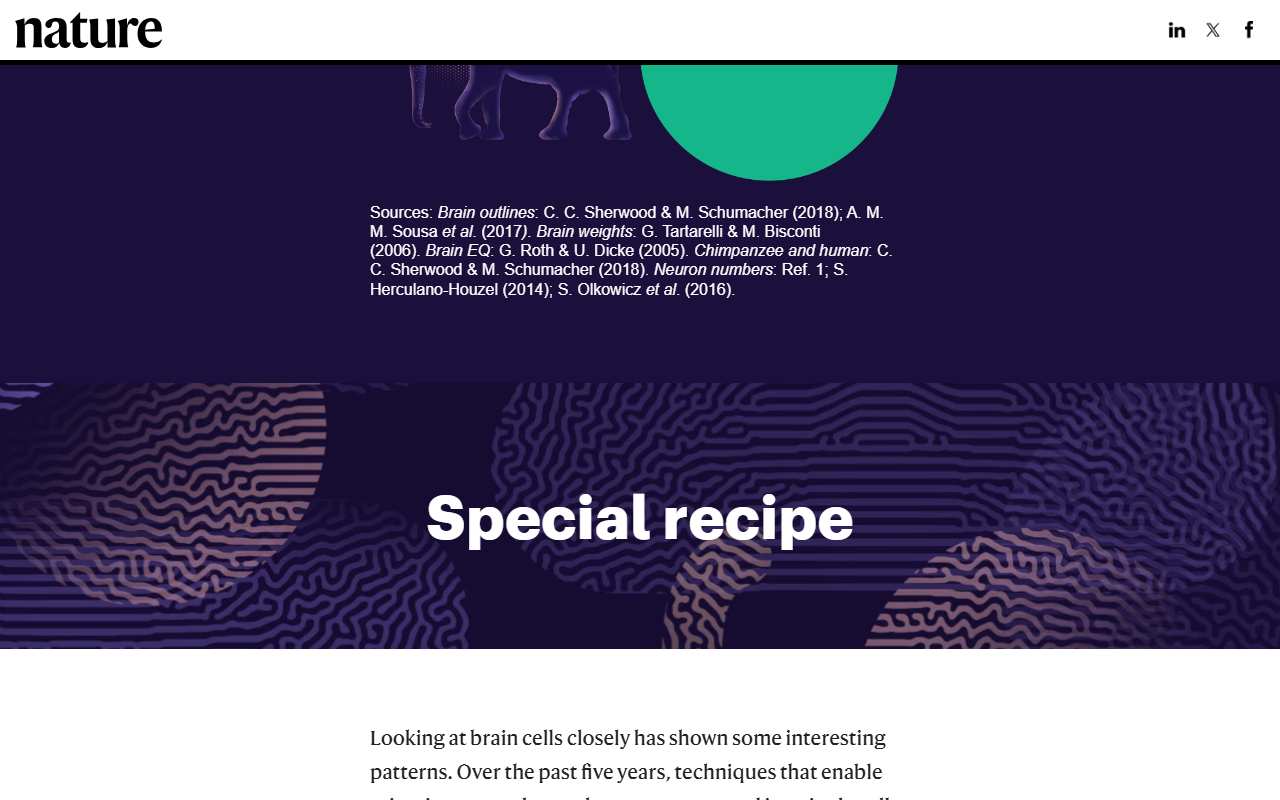 nature
Sources: Brain outlines: C. C. Sherwood & M. Schumacher (2018); A. M.
M. Sousa et al. (2017). Brain weights: G. Tartarelli & M. Bisconti
(2006). Brain EQ: G. Roth & U. Dicke (2005). Chimpanzee and human: C.
C. Sherwood & M. Schumacher (2018). Neuron numbers: Ref. 1; S.
Herculano-Houzel (2014); S. Olkowicz et al. (2016).
Special recipe
Looking at brain cells closely has shown some interesting
patterns. Over the past five years, techniques that enable